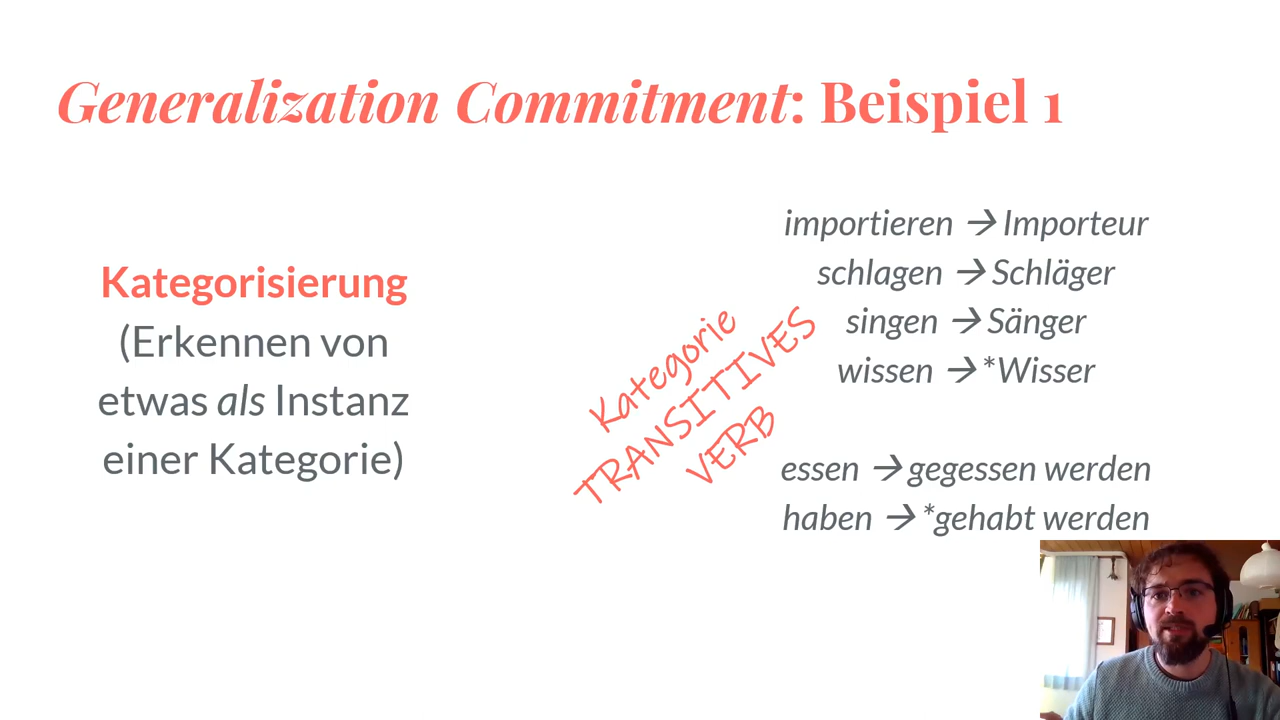 Generalization Commitment: Beispiel 1
Kategorisierung
(Erkennen von
etwas als Instanz
einer Kategorie)
Kategorie
TRANSITIVES
VERB
importieren → Importeur
schlagen → Schläger
singen → Sänger
wissen → *Wisser
essen → gegessen werden
haben → *gehabt werden